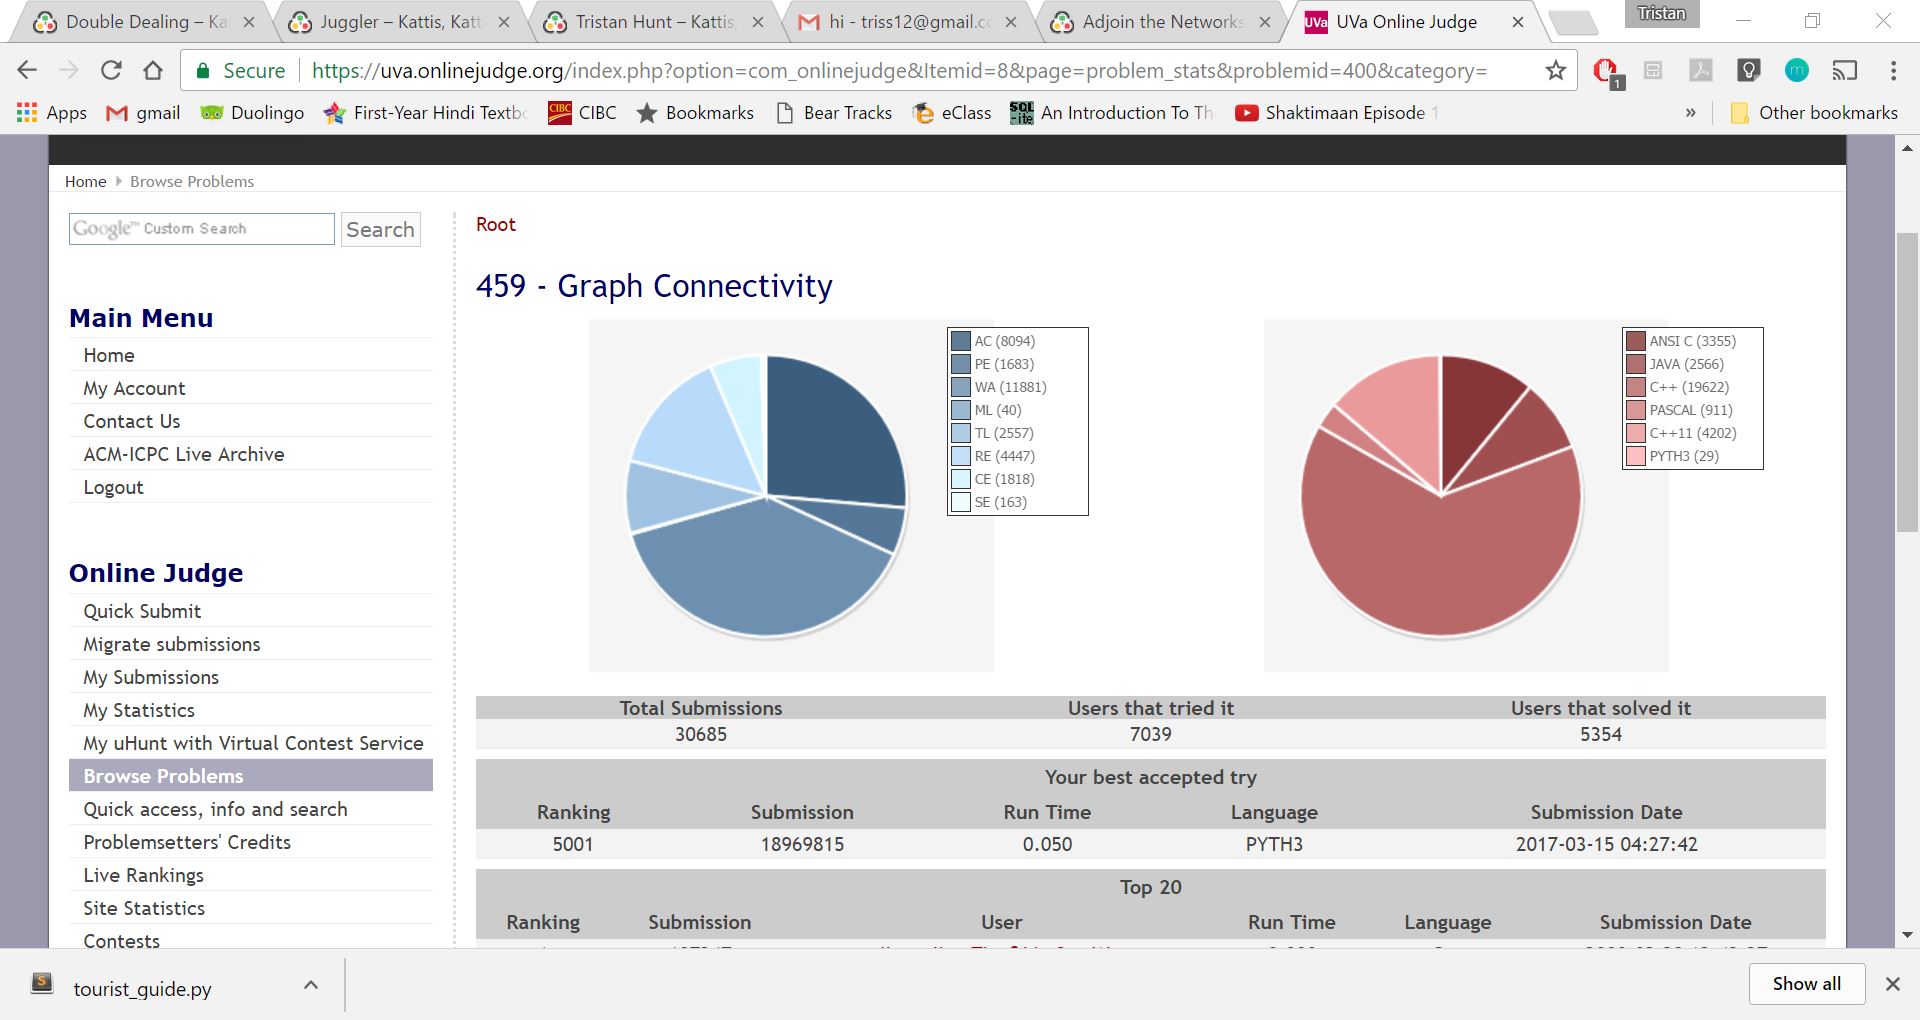 Double Dealing – Ka
Juggler – Kattis, Katt
Tristan Hunt – Kattis,
hi - triss12@gmail.c
Adjoin the Networks
UVa Online Judge
Tristan
Secure
https://uva.onlinejudge.org/index.php?option=com_onlinejudge&Itemid=8&page=problem_stats&problemid=400&category=
1
m
Apps
gmail
Duolingo
First-Year Hindi Textb
CIBC
CIBC
Bookmarks
Bear Tracks
eClass
SQL
-ite
An Introduction To Th
Shaktimaan Episode 1
»
Other bookmarks
Home
Browse Problems
Google™ Custom Search
Search
Root
459 - Graph Connectivity
AC (8094)
PE (1683)
WA (11881)
ML (40)
TL (2557)
RE (4447)
CE (1818)
SE (163)
ANSI C (3355)
JAVA (2566)
C++ (19622)
PASCAL (911)
C++11 (4202)
PYTH3 (29)
Main Menu
Home
My Account
Contact Us
ACM-ICPC Live Archive
Logout
Online Judge
Quick Submit
Migrate submissions
My Submissions
My Statistics
My uHunt with Virtual Contest Service
Browse Problems
Quick access, info and search
Problemsetters' Credits
Live Rankings
Site Statistics
Contests
Total Submissions Users that tried it Users that solved it
30685 7039 5354
Your best accepted try
Ranking Submission Run Time Language Submission Date
5001 18969815 0.050 PYTH3 2017-03-15 04:27:42
Top 20
Ranking Submission User Run Time Language Submission Date
tourist_guide.py
Show all